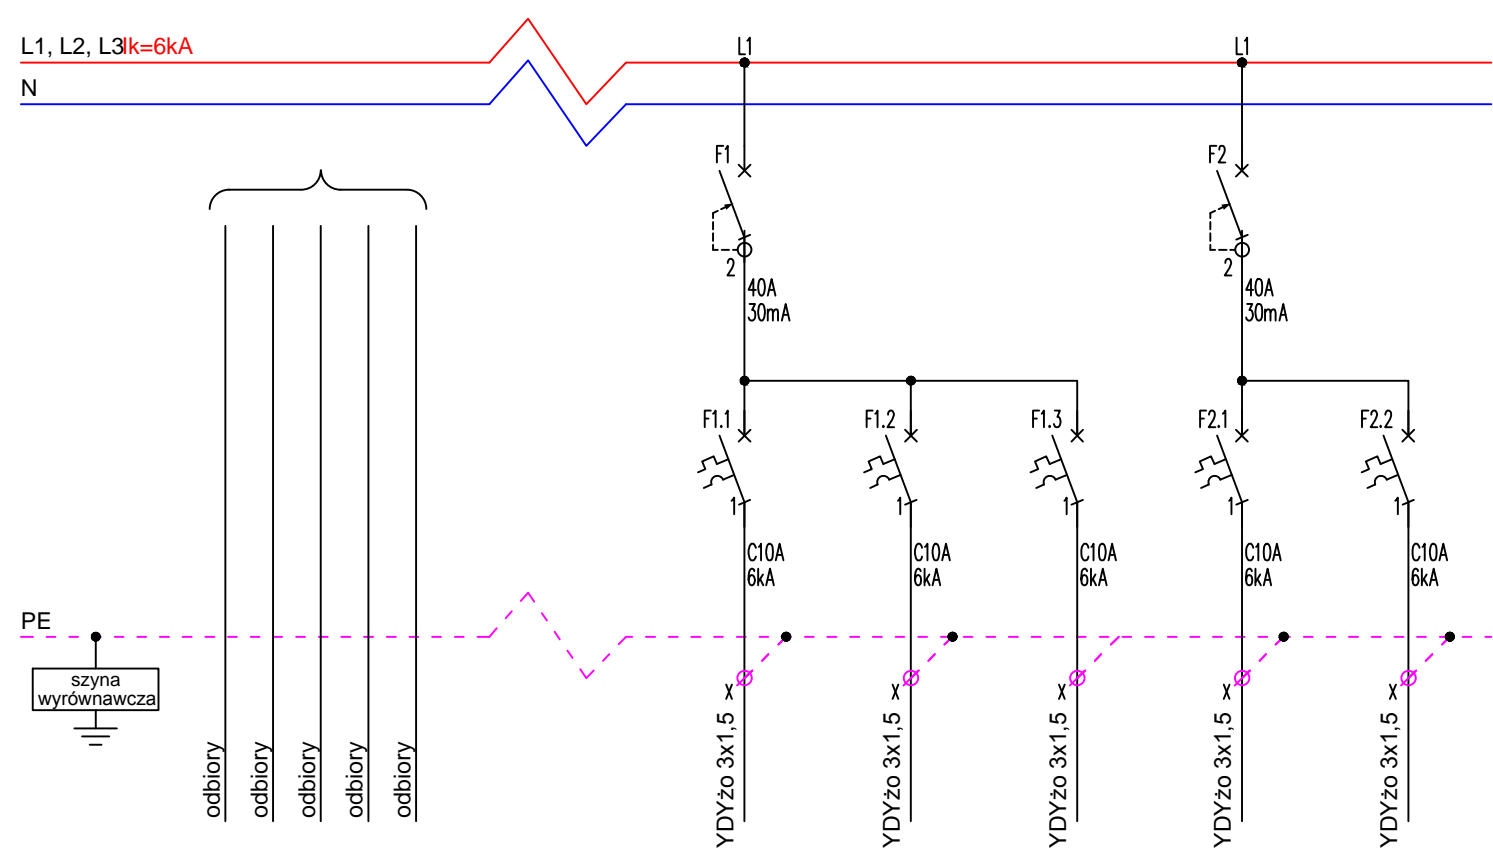 L1, L2, L3Ik=6kA
N
L1
L1
F1
F2
2
2
40A
30mA
40A
30mA
F1.1
F1.2
F1.3
F2.1
F2.2
1
1
1
1
1
C10A
6kA
C10A
6kA
C10A
6kA
C10A
6kA
C10A
6kA
PE
szyna
wyrównawcza
odbiory
odbiory
odbiory
odbiory
odbiory
X
X
X
X
X
YDYżo 3x1,5
YDYżo 3x1,5
YDYżo 3x1,5
YDYżo 3x1,5
YDYżo 3x1,5